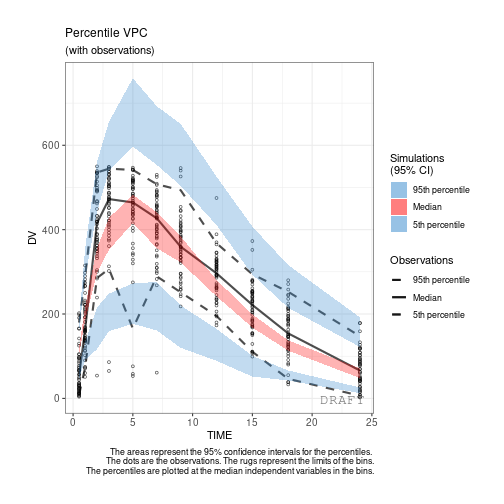 Percentile VPC
(with observations)
DV
600
400
200
0
0
5
10
15
20
25
TIME
DRAFT
Simulations
(95% CI)
95th percentile
Median
5th percentile
Observations
95th percentile
Median
5th percentile
The areas represent the 95% confidence intervals for the percentiles.
The dots are the observations. The rugs represent the limits of the bins.
The percentiles are plotted at the median independent variables in the bins.